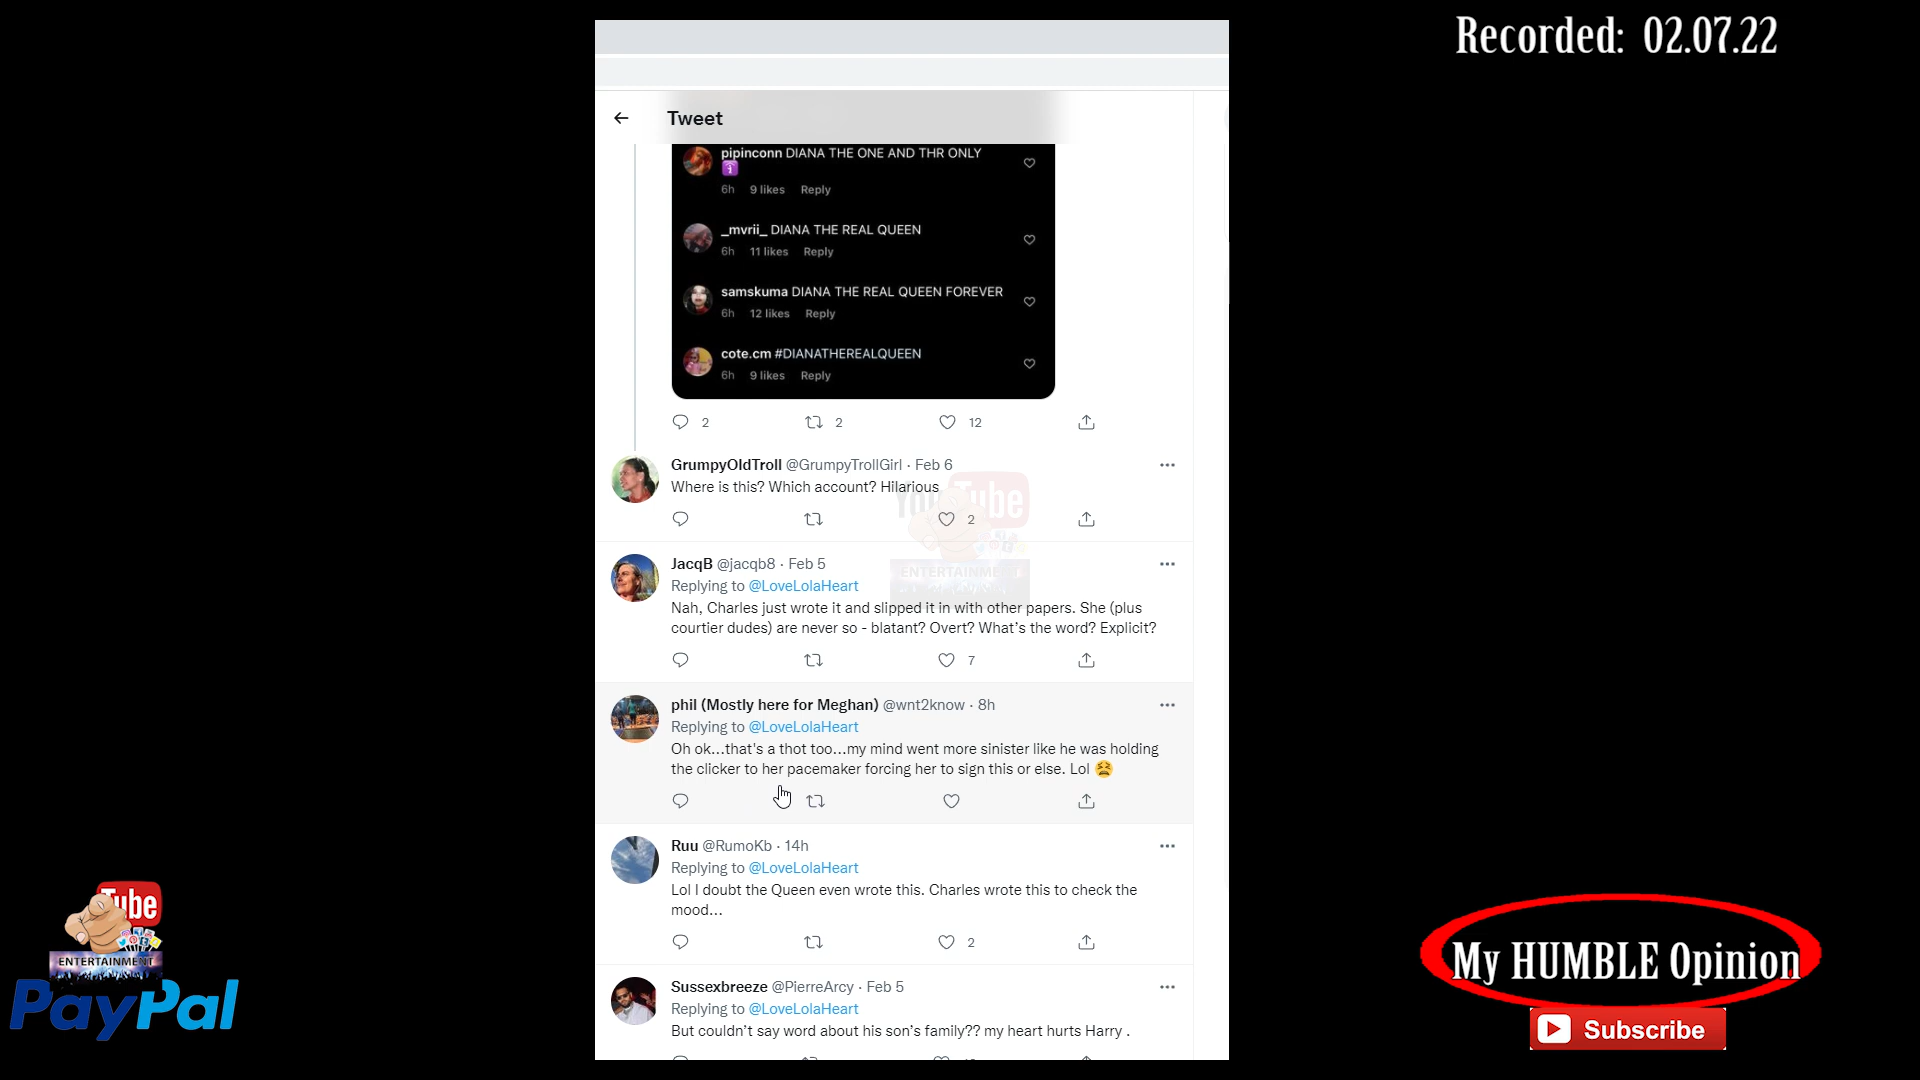 Recorded: 02.07.22
Tweet
pipinconn DIANA THE ONE AND THR ONLY
6h 9 likes Reply
_mvrii_ DIANA THE REAL QUEEN
6h 11 likes Reply
samskuma DIANA THE REAL QUEEN FOREVER
6h 12 likes Reply
cote.cm #DIANATHEREALQUEEN
6h 9 likes Reply
2 2 12
GrumpyOldTroll @GrumpyTrollGirl · Feb 6
Where is this? Which account? Hilarious
2
YouTube
ENTERTAINMENT
JacqB @jacqb8 · Feb 5
Replying to @LoveLolaHeart
Nah, Charles just wrote it and slipped it in with other papers. She (plus
courtier dudes) are never so - blatant? Overt? What's the word? Explicit?
7
phil (Mostly here for Meghan) @wnt2know · 8h
Replying to @LoveLolaHeart
Oh ok...that's a thot too...my mind went more sinister like he was holding
the clicker to her pacemaker forcing her to sign this or else. Lol 😫
Ruu @RumoKb · 14h
Replying to @LoveLolaHeart
Lol I doubt the Queen even wrote this. Charles wrote this to check the
mood...
2
Sussexbreeze @PierreArcy · Feb 5
Replying to @LoveLolaHeart
But couldn't say word about his son's family?? my heart hurts Harry .
Tube
ENTERTAINMENT
PayPal
My HUMBLE Opinion
Subscribe